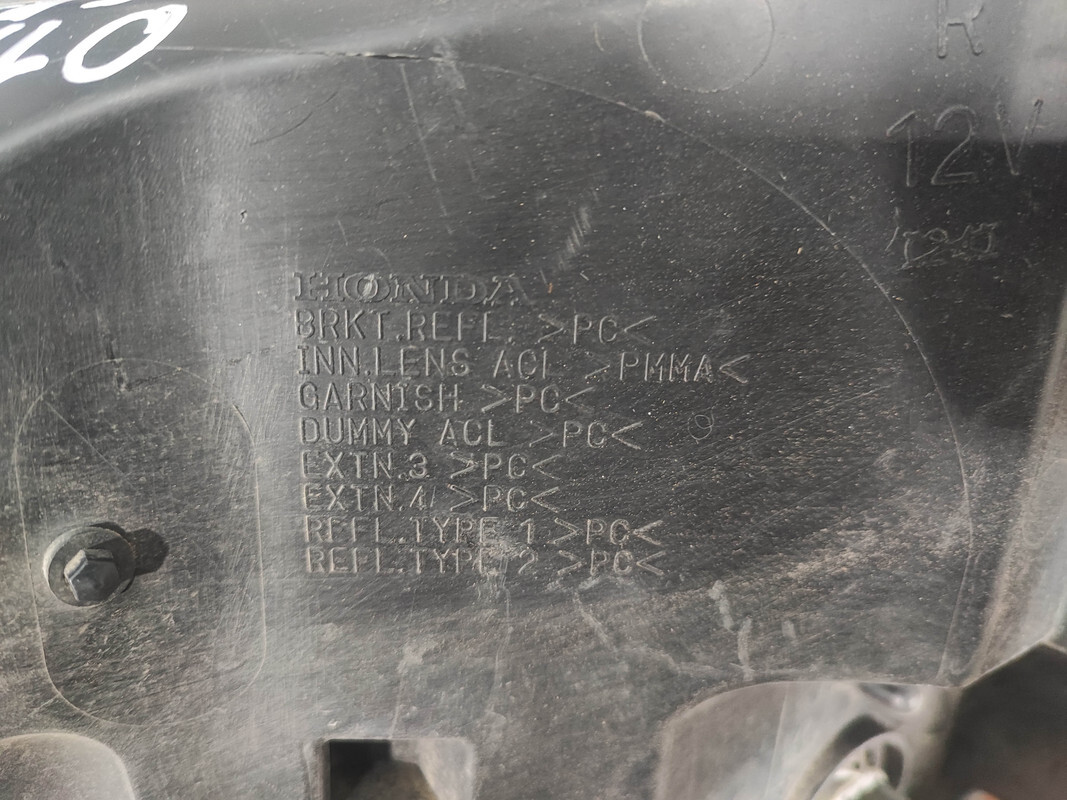 R
12V
HONDA
BRKT.REFL. >PC<
INN.LENS ACL >PMMA<
GARNISH >PC<
DUMMY ACL >PC<
EXTN.3 >PC<
EXTN.4 >PC<
REFL.TYPE 1 >PC<
REFL.TYPE 2 >PC<